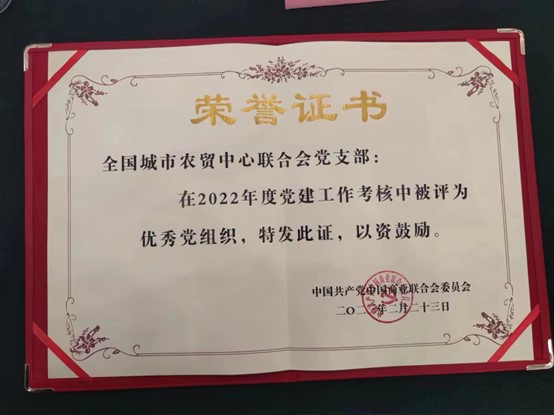 荣誉证书
全国城市农贸中心联合会党支部：
在2022年度党建工作考核中被评为
优秀党组织，特发此证，以资鼓励。
中国共产党中国商业联合会委员会
二〇二 年二月二十三日